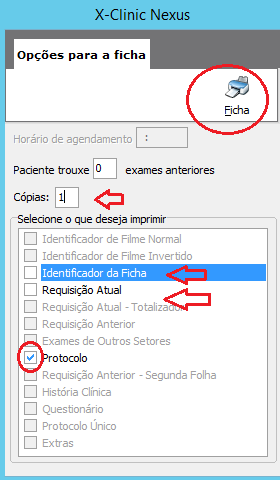 X-Clinic Nexus
Opções para a ficha
Ficha
Horário de agendamento :
Paciente trouxe 0 exames anteriores
Cópias: 1
Selecione o que deseja imprimir
Identificador de Filme Normal
Identificador de Filme Invertido
Identificador da Ficha
Requisição Atual
Requisição Atual - Totalizador
Requisição Anterior
Exames de Outros Setores
Protocolo
Requisição Anterior - Segunda Folha
História Clínica
Questionário
Protocolo Único
Extras